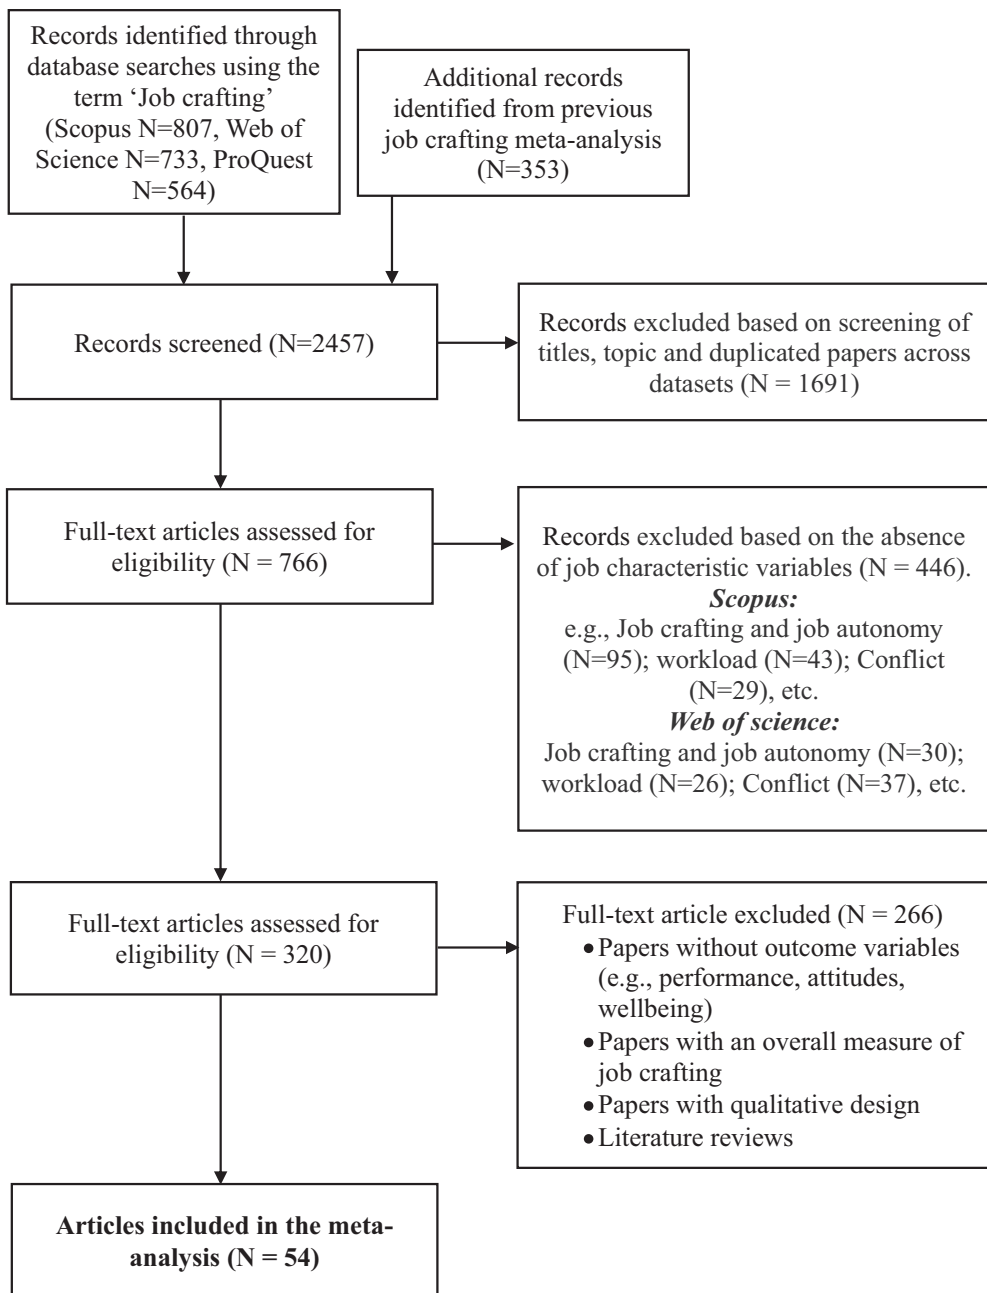 Records identified through
database searches using the
term ‘Job crafting’
(Scopus N=807, Web of
Science N=733, ProQuest
N=564)
Additional records
identified from previous
job crafting meta-analysis
(N=353)
Records screened (N=2457)
Records excluded based on screening of
titles, topic and duplicated papers across
datasets (N = 1691)
Full-text articles assessed for
eligibility (N = 766)
Records excluded based on the absence
of job characteristic variables (N = 446).
Scopus:
e.g., Job crafting and job autonomy
(N=95); workload (N=43); Conflict
(N=29), etc.
Web of science:
Job crafting and job autonomy (N=30);
workload (N=26); Conflict (N=37), etc.
Full-text articles assessed for
eligibility (N = 320)
Full-text article excluded (N = 266)
• Papers without outcome variables
(e.g., performance, attitudes,
wellbeing)
• Papers with an overall measure of
job crafting
• Papers with qualitative design
• Literature reviews
Articles included in the meta-
analysis (N = 54)